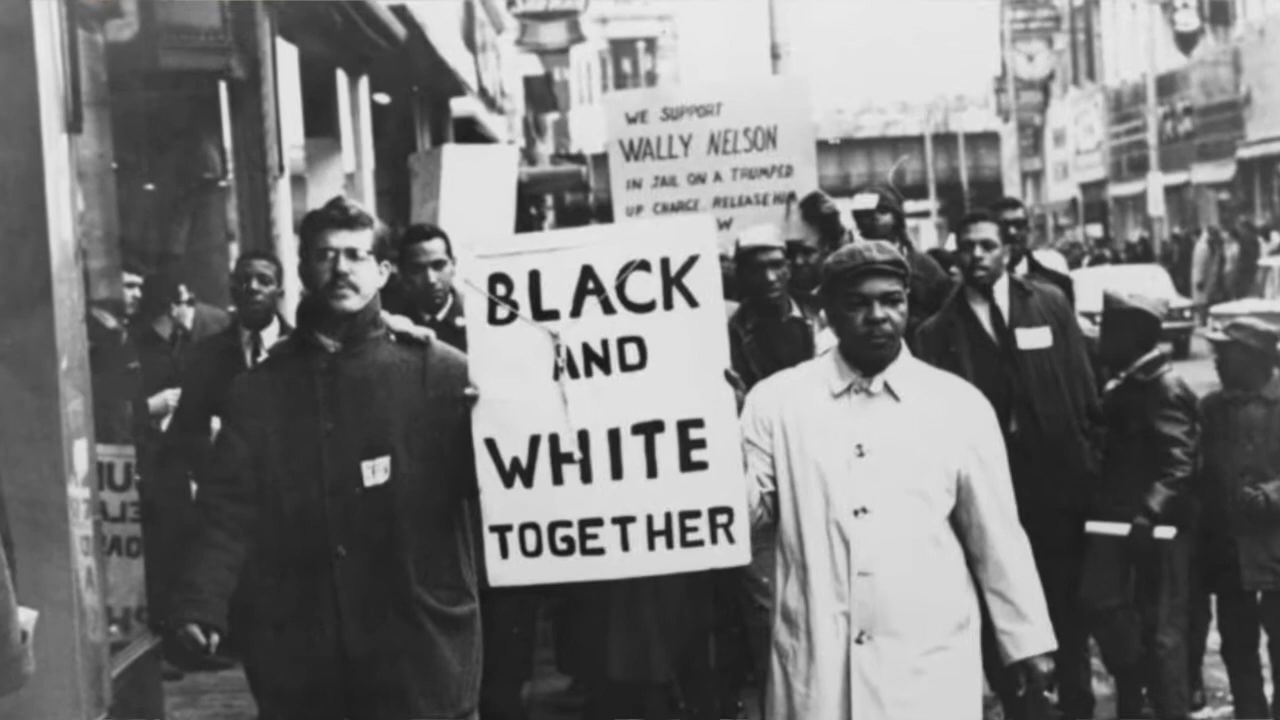 WE SUPPORT
WALLY NELSON
IN JAIL ON A TRUMPED
UP CHARGE. RELEASE HIM
BLACK
AND
WHITE
TOGETHER